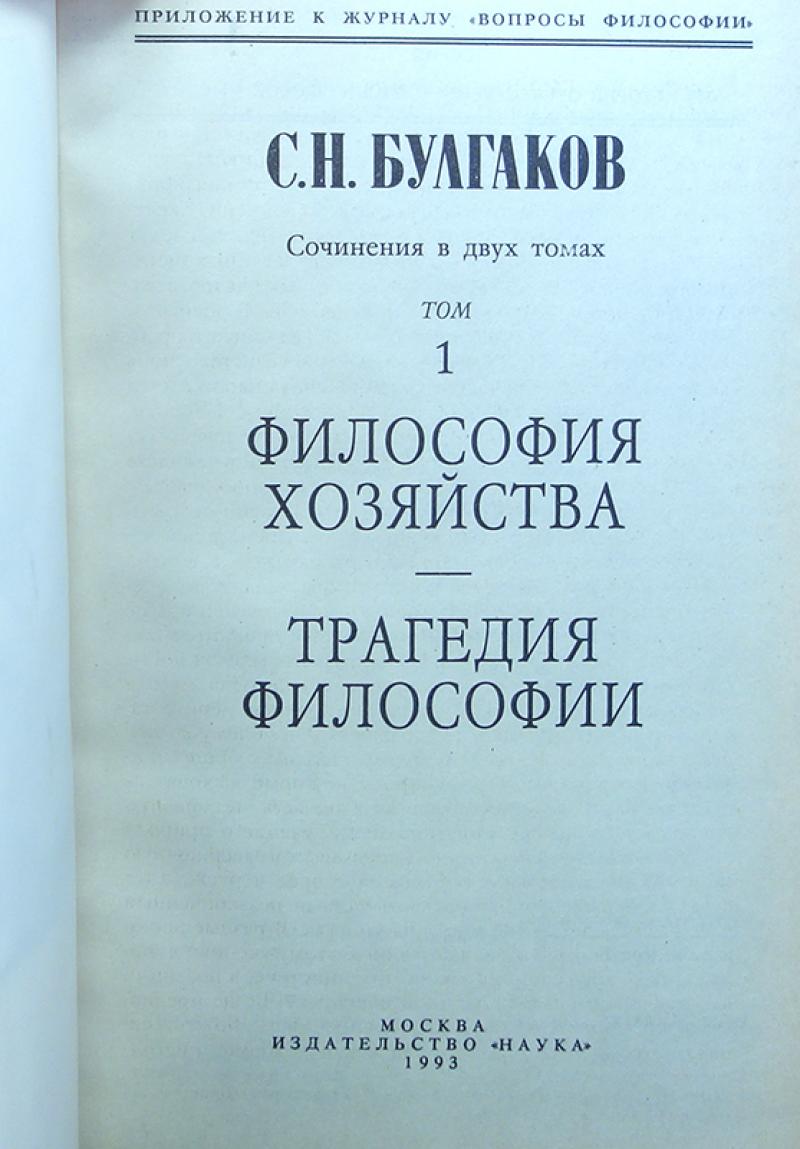 ПРИЛОЖЕНИЕ К ЖУРНАЛУ «ВОПРОСЫ ФИЛОСОФИИ»
С.Н. БУЛГАКОВ
Сочинения в двух томах
ТОМ
1
ФИЛОСОФИЯ
ХОЗЯЙСТВА
—
ТРАГЕДИЯ
ФИЛОСОФИИ
МОСКВА
ИЗДАТЕЛЬСТВО «НАУКА»
1993